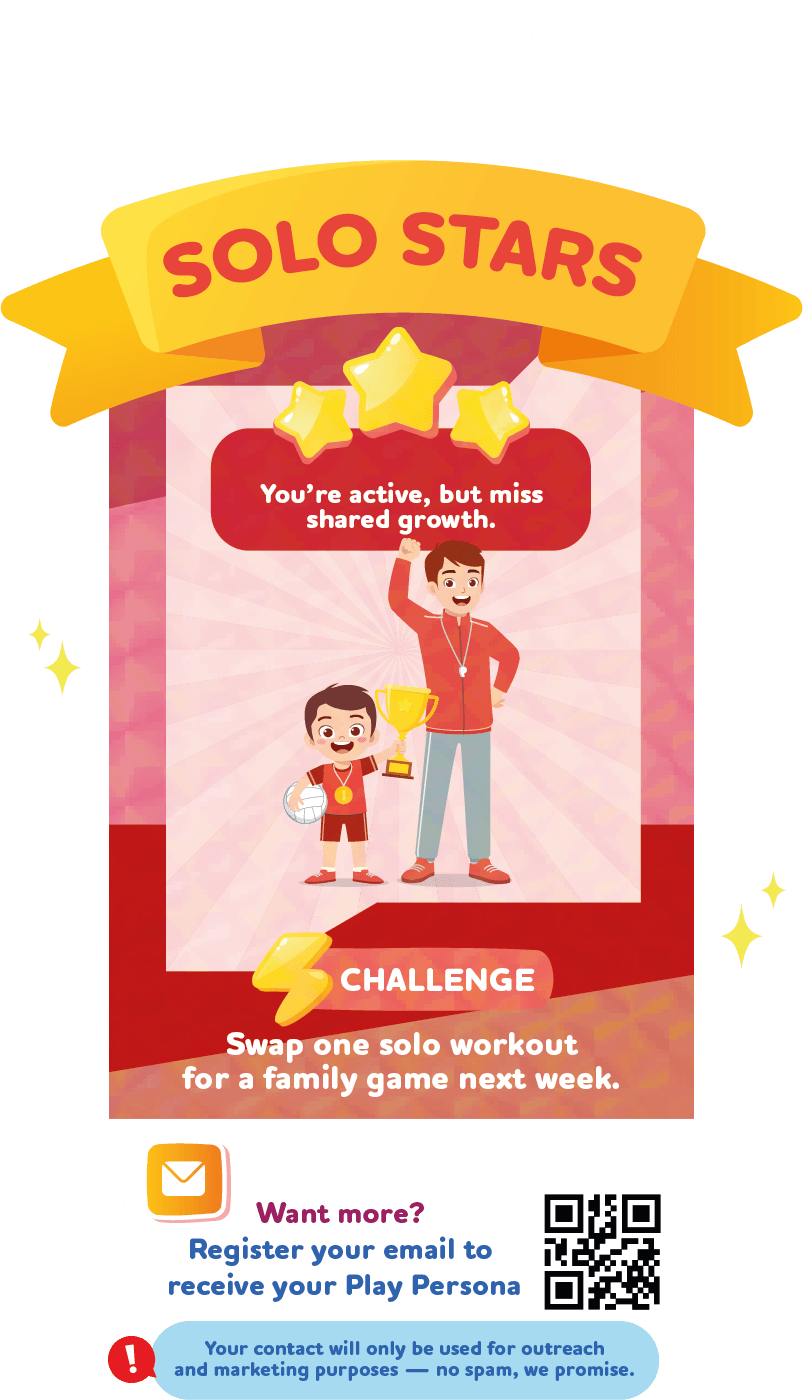 SOLO STARS
You're active, but miss
shared growth.
CHALLENGE
Swap one solo workout
for a family game next week.
Want more?
Register your email to
receive your Play Persona
!
Your contact will only be used for outreach
and marketing purposes — no spam, we promise.